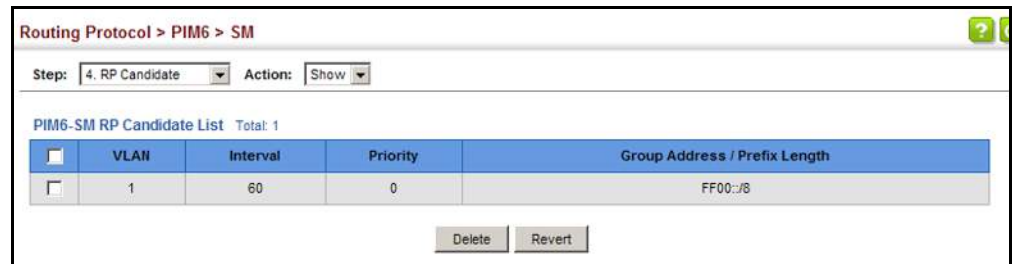 Routing Protocol > PIM6 > SM
?
Step: 4. RP Candidate Action: Show
PIM6-SM RP Candidate List Total: 1
VLAN Interval Priority Group Address / Prefix Length
1 60 0 FF00::/8
Delete Revert